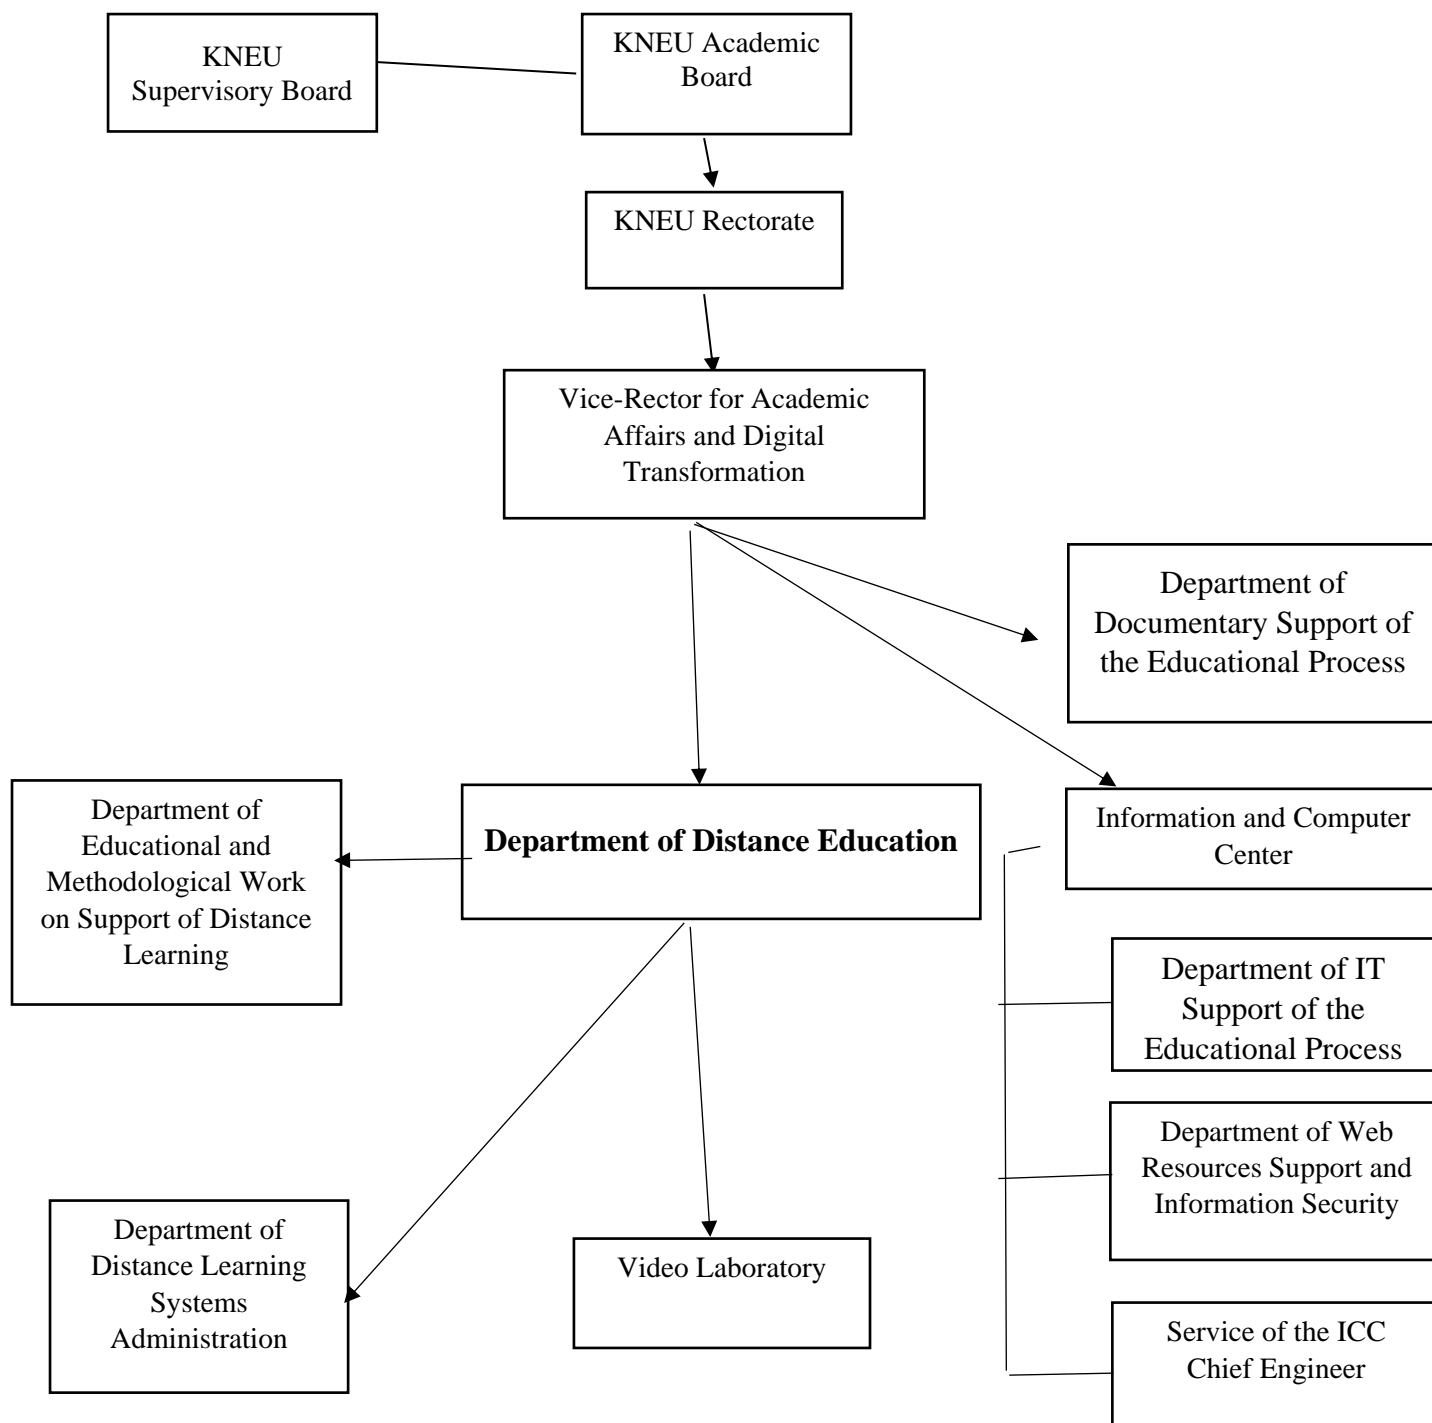 KNEU
Supervisory Board
KNEU Academic
Board
KNEU Rectorate
Vice-Rector for Academic
Affairs and Digital
Transformation
Department of
Documentary Support of
the Educational Process
Department of
Educational and
Methodological Work
on Support of Distance
Learning
Department of Distance Education
Information and Computer
Center
Department of IT
Support of the
Educational Process
Department of Web
Resources Support and
Information Security
Department of
Distance Learning
Systems
Administration
Video Laboratory
Service of the ICC
Chief Engineer